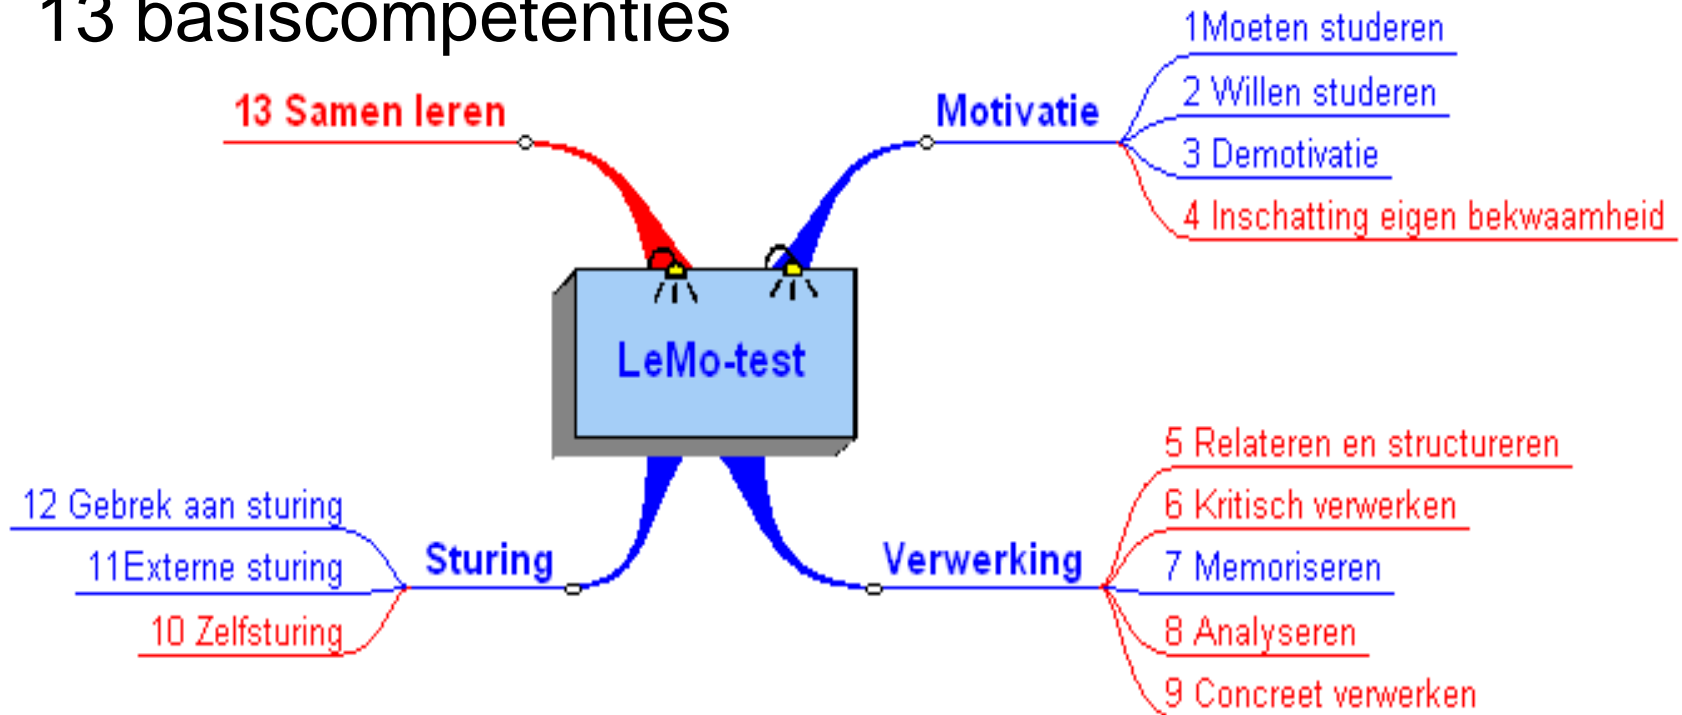 13 basiscompetenties
13 Samen leren
Motivatie
1Moeten studeren
2 Willen studeren
3 Demotivatie
4 Inschatting eigen bekwaamheid
LeMo-test
5 Relateren en structureren
6 Kritisch verwerken
7 Memoriseren
8 Analyseren
9 Concreet verwerken
Verwerking
Sturing
12 Gebrek aan sturing
11Externe sturing
10 Zelfsturing